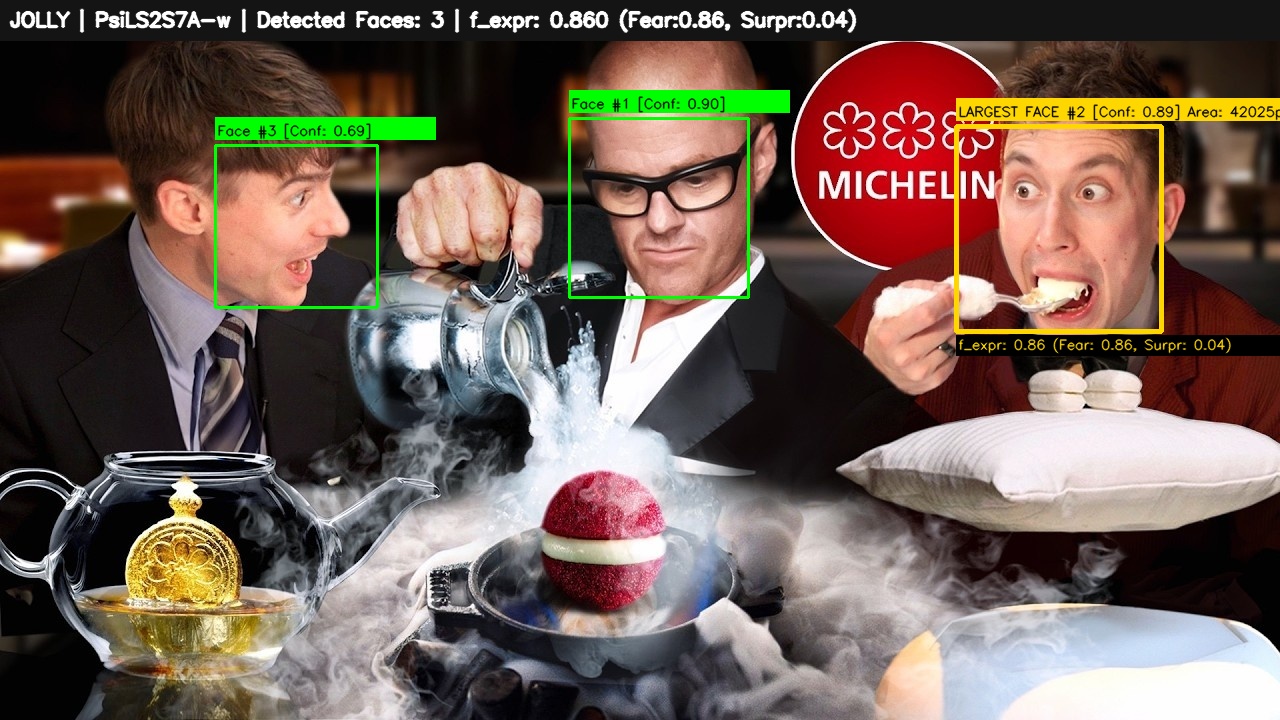 JOLLY | PsiLS2S7A-w | Detected Faces: 3 | f_expr: 0.860 (Fear:0.86, Surpr:0.04)
Face #1 [Conf: 0.90]
LARGEST FACE #2 [Conf: 0.89] Area: 42025p
Face #3 [Conf: 0.69]
MICHELIN
f_expr: 0.86 (Fear: 0.86, Surpr: 0.04)